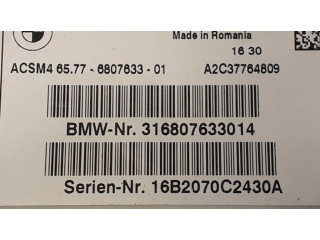 Made in Romania
16 30
ACSM4 65.77 - 6807633 - 01 A2C37764809
BMW-Nr. 316807633014
Serien-Nr. 16B2070C2430A